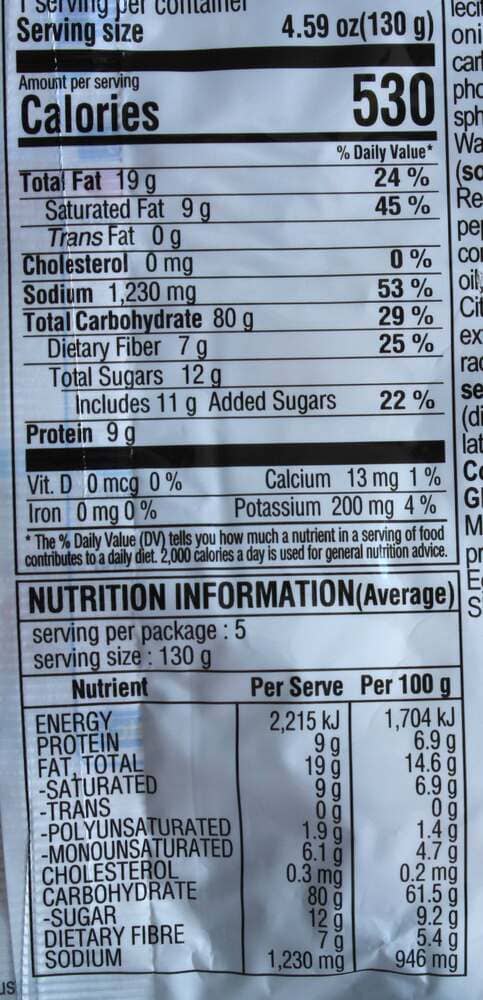 1 serving per container
Serving size 4.59 oz(130 g)
Amount per serving
Calories 530
% Daily Value*
Total Fat 19 g 24 %
Saturated Fat 9 g 45 %
Trans Fat 0 g
Cholesterol 0 mg 0 %
Sodium 1,230 mg 53 %
Total Carbohydrate 80 g 29 %
Dietary Fiber 7 g 25 %
Total Sugars 12 g
Includes 11 g Added Sugars 22 %
Protein 9 g
Vit. D 0 mcg 0 % Calcium 13 mg 1 %
Iron 0 mg 0 % Potassium 200 mg 4 %
* The % Daily Value (DV) tells you how much a nutrient in a serving of food
contributes to a daily diet. 2,000 calories a day is used for general nutrition advice.
NUTRITION INFORMATION(Average)
serving per package : 5
serving size : 130 g
Nutrient Per Serve Per 100 g
ENERGY 2,215 kJ 1,704 kJ
PROTEIN 9 g 6.9 g
FAT, TOTAL 19 g 14.6 g
-SATURATED 9 g 6.9 g
-TRANS 0 g 0 g
-POLYUNSATURATED 1.9 g 1.4 g
-MONOUNSATURATED 6.1 g 4.7 g
CHOLESTEROL 0.3 mg 0.2 mg
CARBOHYDRATE 80 g 61.5 g
-SUGAR 12 g 9.2 g
DIETARY FIBRE 7 g 5.4 g
SODIUM 1,230 mg 946 mg